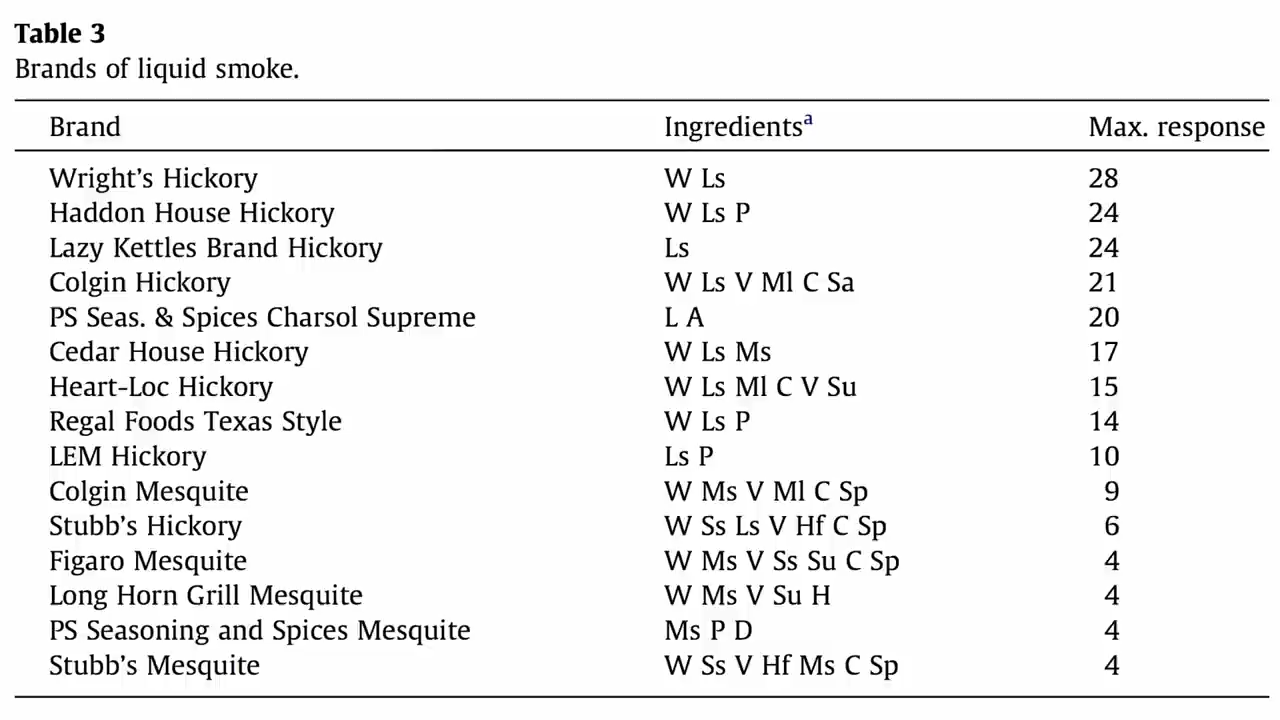 Table 3
Brands of liquid smoke.
Brand Ingredientsa Max. response
Wright's Hickory W Ls 28
Haddon House Hickory W Ls P 24
Lazy Kettles Brand Hickory Ls 24
Colgin Hickory W Ls V Ml C Sa 21
PS Seas. & Spices Charsol Supreme L A 20
Cedar House Hickory W Ls Ms 17
Heart-Loc Hickory W Ls Ml C V Su 15
Regal Foods Texas Style W Ls P 14
LEM Hickory Ls P 10
Colgin Mesquite W Ms V Ml C Sp 9
Stubb's Hickory W Ss Ls V Hf C Sp 6
Figaro Mesquite W Ms V Ss Su C Sp 4
Long Horn Grill Mesquite W Ms V Su H 4
PS Seasoning and Spices Mesquite Ms P D 4
Stubb's Mesquite W Ss V Hf Ms C Sp 4